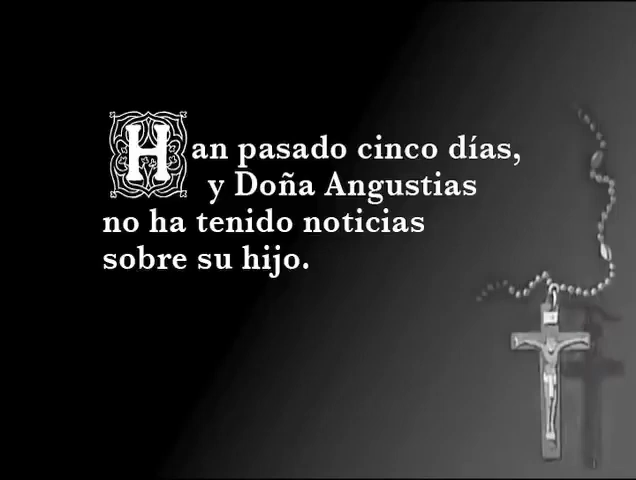 Han pasado cinco días,
y Doña Angustias
no ha tenido noticias
sobre su hijo.